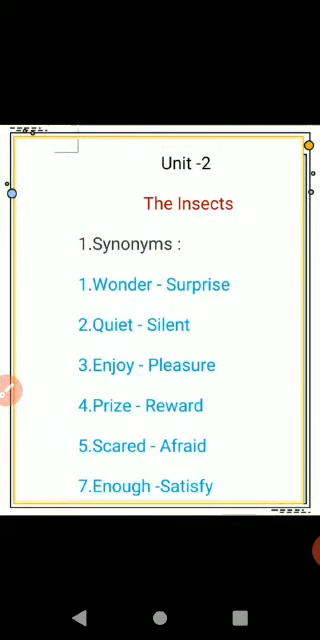 Unit -2
The Insects
1.Synonyms :
1.Wonder - Surprise
2.Quiet - Silent
3.Enjoy - Pleasure
4.Prize - Reward
5.Scared - Afraid
7.Enough -Satisfy